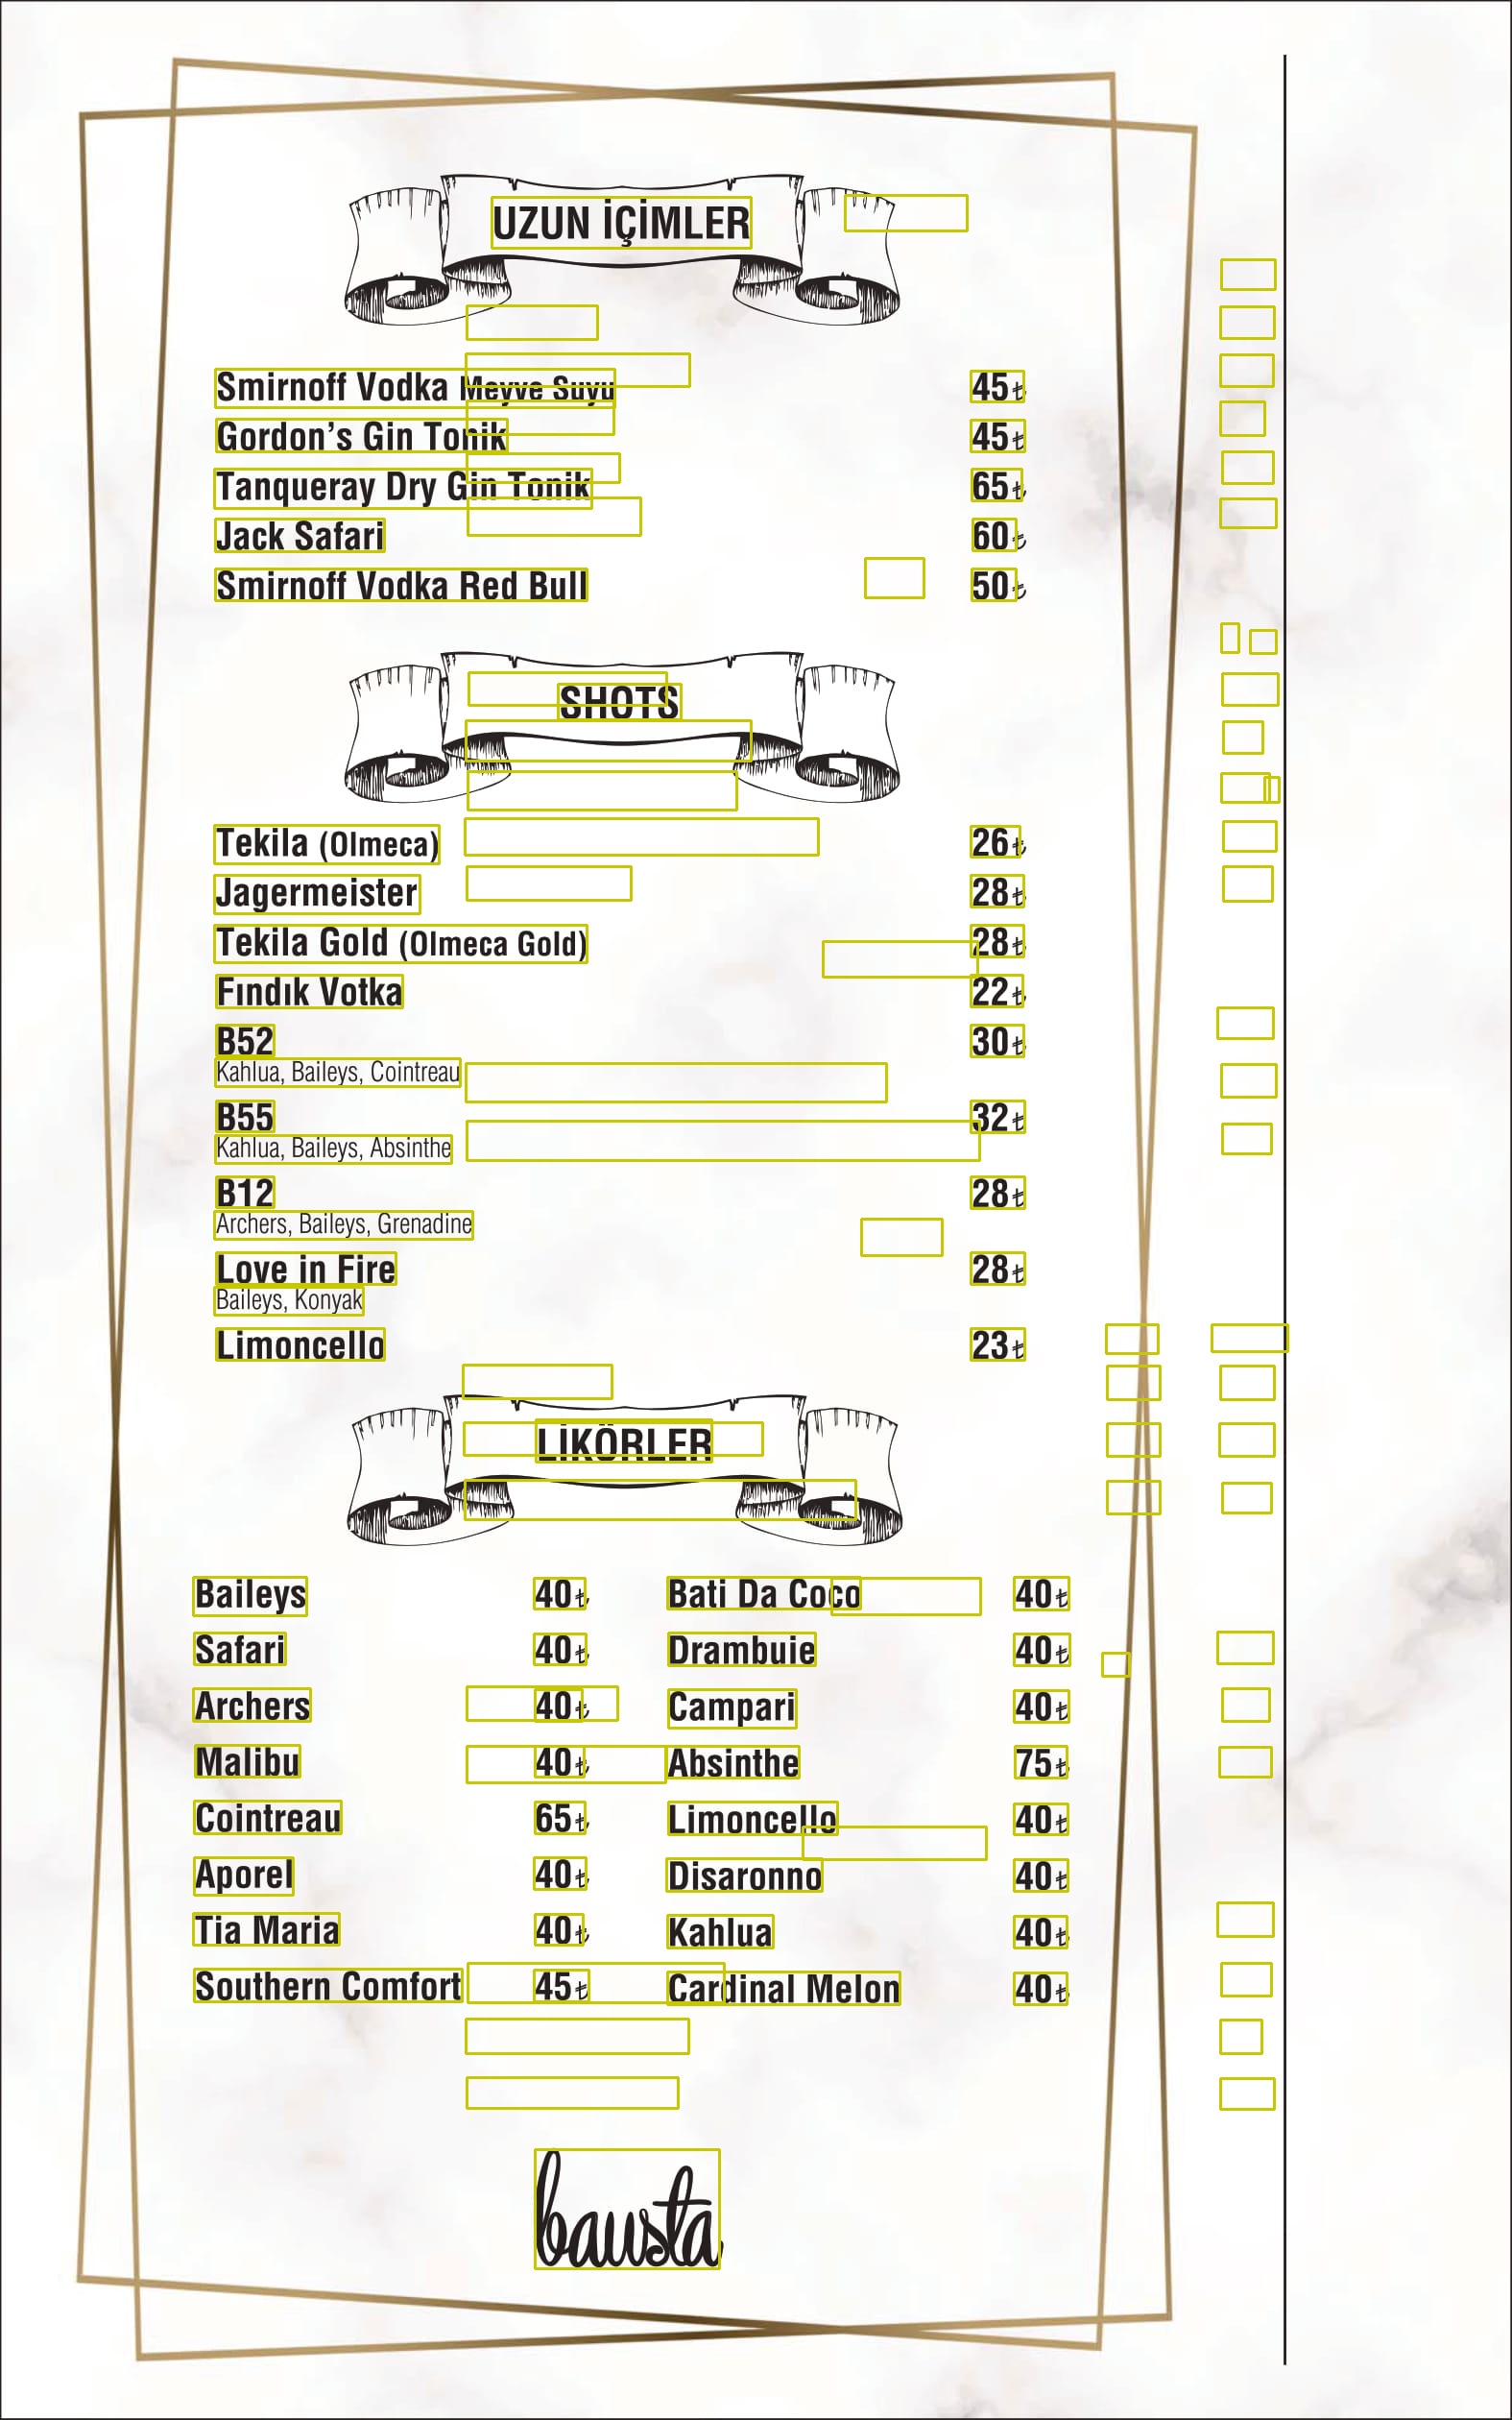 UZUN İÇİMLER
Smirnoff Vodka Meyve Suyu 45₺
Gordon's Gin Tonik 45₺
Tanqueray Dry Gin Tonik 65₺
Jack Safari 60₺
Smirnoff Vodka Red Bull 50₺
SHOTS
Tekila (Olmeca) 26₺
Jagermeister 28₺
Tekila Gold (Olmeca Gold) 28₺
Fındık Votka 22₺
B52 30₺
Kahlua, Baileys, Cointreau
B55 32₺
Kahlua, Baileys, Absinthe
B12 28₺
Archers, Baileys, Grenadine
Love in Fire 28₺
Baileys, Konyak
Limoncello 23₺
LİKÖRLER
Baileys 40₺ Bati Da Coco 40₺
Safari 40₺ Drambuie 40₺
Archers 40₺ Campari 40₺
Malibu 40₺ Absinthe 75₺
Cointreau 65₺ Limoncello 40₺
Aporel 40₺ Disaronno 40₺
Tia Maria 40₺ Kahlua 40₺
Southern Comfort 45₺ Cardinal Melon 40₺
bausta